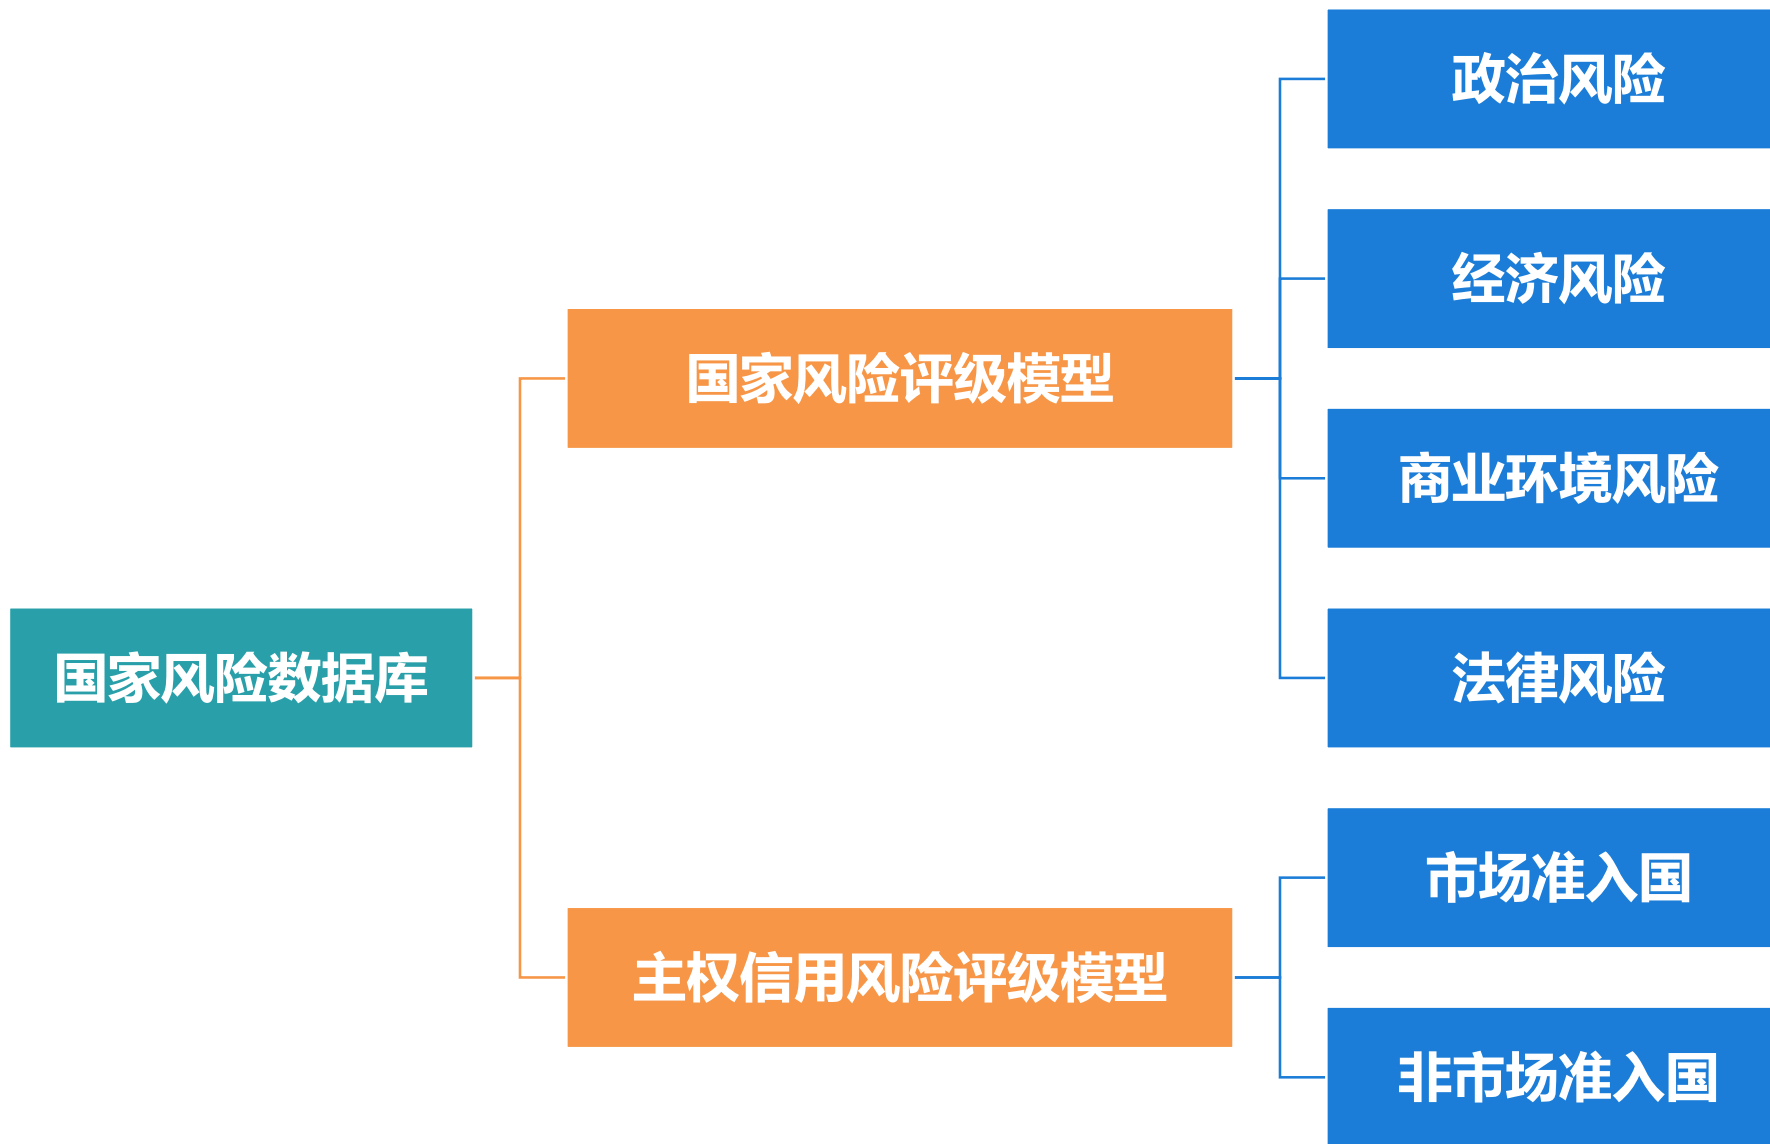 国家风险数据库
国家风险评级模型
政治风险
经济风险
商业环境风险
法律风险
主权信用风险评级模型
市场准入国
非市场准入国